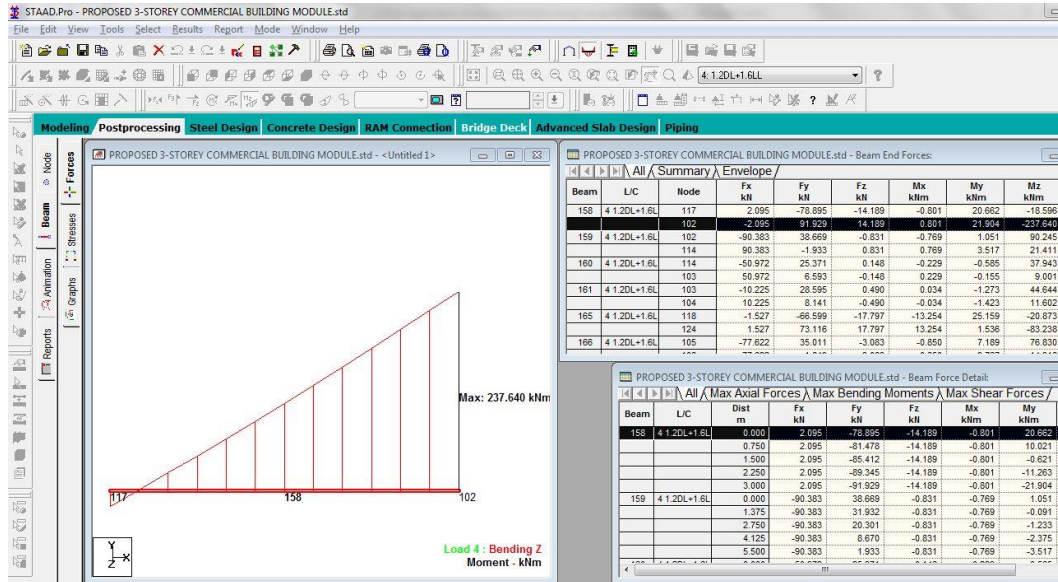 STAAD.Pro - PROPOSED 3-STOREY COMMERCIAL BUILDING MODULE.std
File Edit View Tools Select Results Report Mode Window Help
4: 1.2DL+1.6LL
Modeling Postprocessing Steel Design Concrete Design RAM Connection Bridge Deck Advanced Slab Design Piping
Node
Beam
Animation
Reports
Forces
Stresses
Graphs
PROPOSED 3-STOREY COMMERCIAL BUILDING MODULE.std - <Untitled1>
Max: 237.640 kNm
117 158 102
Y
X
Z
Load 4 : Bending Z
Moment - kNm
PROPOSED 3-STOREY COMMERCIAL BUILDING MODULE.std - Beam End Forces:
All Summary Envelope
Beam L/C Node Fx kN Fy kN Fz kN Mx kNm My kNm Mz kNm
158 4 1.2DL+1.6L 117 2.095 -78.895 -14.189 -0.801 20.662 -18.596
102 -2.095 91.929 14.189 0.801 21.904 -237.640
159 4 1.2DL+1.6L 102 -90.383 38.669 -0.831 -0.769 1.051 90.245
114 90.383 -1.933 0.831 0.769 3.517 21.411
160 4 1.2DL+1.6L 114 -50.972 25.371 0.148 -0.229 -0.585 37.943
103 50.972 6.593 -0.148 0.229 -0.155 9.001
161 4 1.2DL+1.6L 103 -10.225 28.595 0.490 -0.034 -1.273 44.644
104 10.225 8.141 -0.490 0.034 -1.423 11.602
165 4 1.2DL+1.6L 118 -1.527 -66.599 -17.797 -13.254 25.159 -20.873
124 1.527 73.116 17.797 13.254 1.536 -83.238
166 4 1.2DL+1.6L 105 -77.622 35.011 -3.083 -0.850 7.189 76.830
PROPOSED 3-STOREY COMMERCIAL BUILDING MODULE.std - Beam Force Detail:
All Max Axial Forces Max Bending Moments Max Shear Forces
Beam L/C Dist m Fx kN Fy kN Fz kN Mx kNm My kNm
158 4 1.2DL+1.6L 0.000 2.095 -78.895 -14.189 -0.801 20.662
0.750 2.095 -81.478 -14.189 -0.801 10.021
1.500 2.095 -85.412 -14.189 -0.801 -0.621
2.250 2.095 -89.345 -14.189 -0.801 -11.263
3.000 2.095 -91.929 -14.189 -0.801 -21.904
159 4 1.2DL+1.6L 0.000 -90.383 38.669 -0.831 -0.769 1.051
1.375 -90.383 31.932 -0.831 -0.769 -0.091
2.750 -90.383 20.301 -0.831 -0.769 -1.233
4.125 -90.383 8.670 -0.831 -0.769 -2.375
5.500 -90.383 1.933 -0.831 -0.769 -3.517